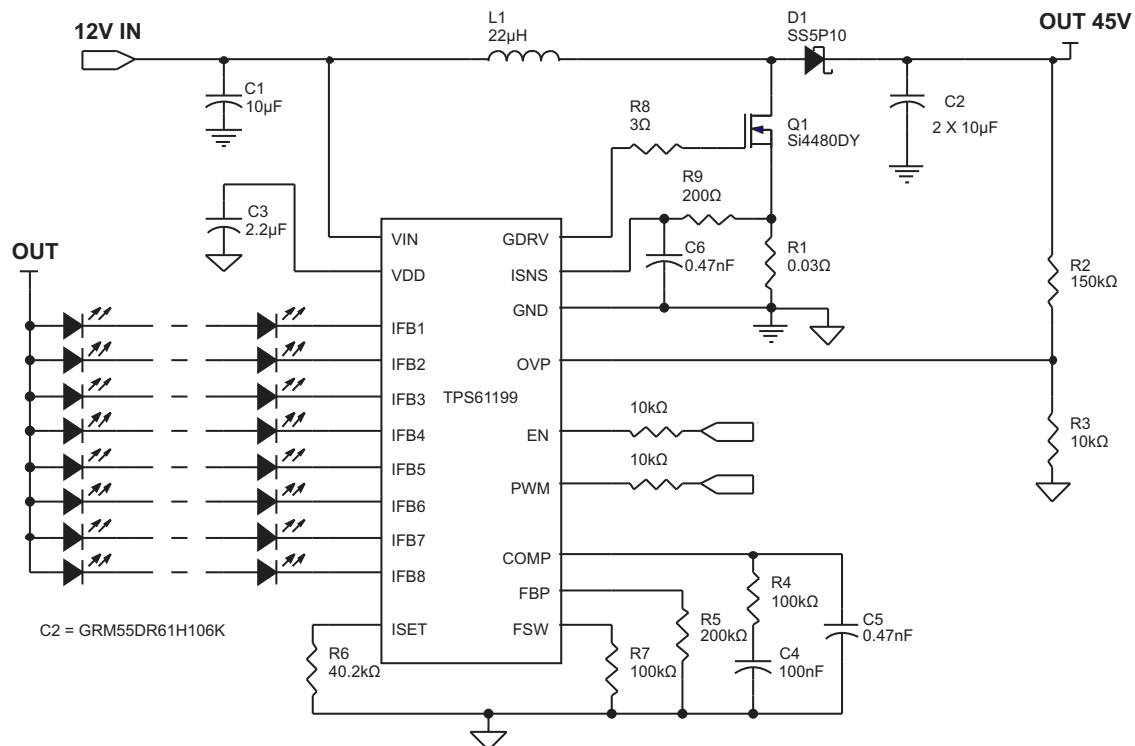 12V IN
L1
22µH
D1
SS5P10
OUT 45V
C1
10µF
R8
3Ω
Q1
Si4480DY
C2
2 X 10µF
R9
200Ω
C3
2.2µF
OUT
VIN
GDRV
C6
0.47nF
R1
0.03Ω
VDD
ISNS
R2
150kΩ
GND
IFB1
IFB2
OVP
IFB3
TPS61199
10kΩ
IFB4
EN
R3
10kΩ
IFB5
10kΩ
IFB6
PWM
IFB7
COMP
IFB8
FBP
R4
100kΩ
C2 = GRM55DR61H106K
ISET
FSW
R5
200kΩ
C5
0.47nF
R6
40.2kΩ
R7
100kΩ
C4
100nF